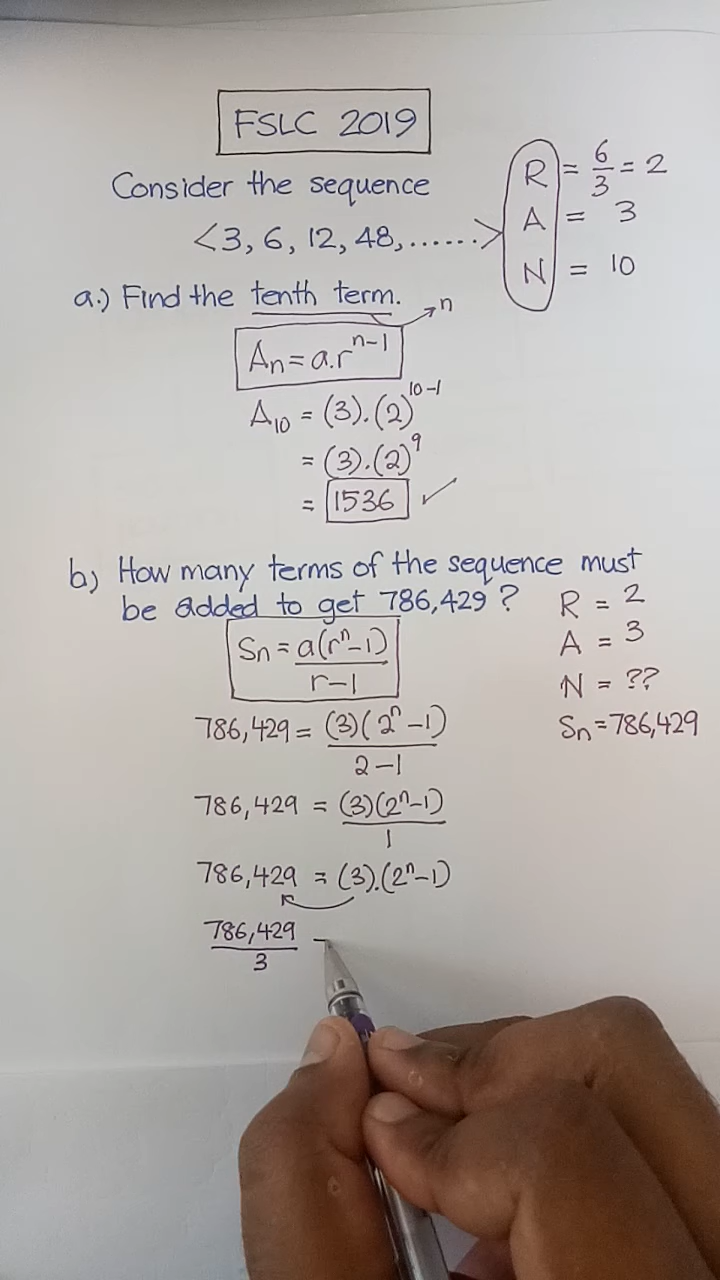 FSLC 2019
Consider the sequence
<3, 6, 12, 48, ......>
R = 6/3 = 2
A = 3
N = 10
a.) Find the tenth term.
n
An = a.r^n-1
A10 = (3).(2)^10-1
= (3).(2)^9
= 1536 ✓
b) How many terms of the sequence must
be added to get 786,429 ?
R = 2
A = 3
N = ??
Sn = 786,429
Sn = a(r^n-1)/r-1
786,429 = (3)(2^n-1)/2-1
786,429 = (3)(2^n-1)/1
786,429 = (3).(2^n-1)
786,429/3 –